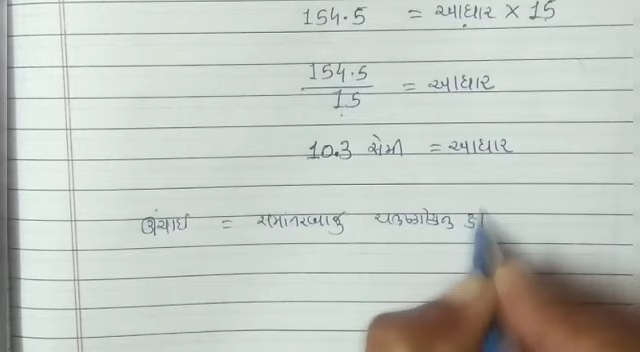 154.5 = આધાર × 15
154.5
15
= આધાર
10.3 સેમી = આધાર
ઊંચાઈ = સમાંતરબાજુ ચતુષ્કોણનું